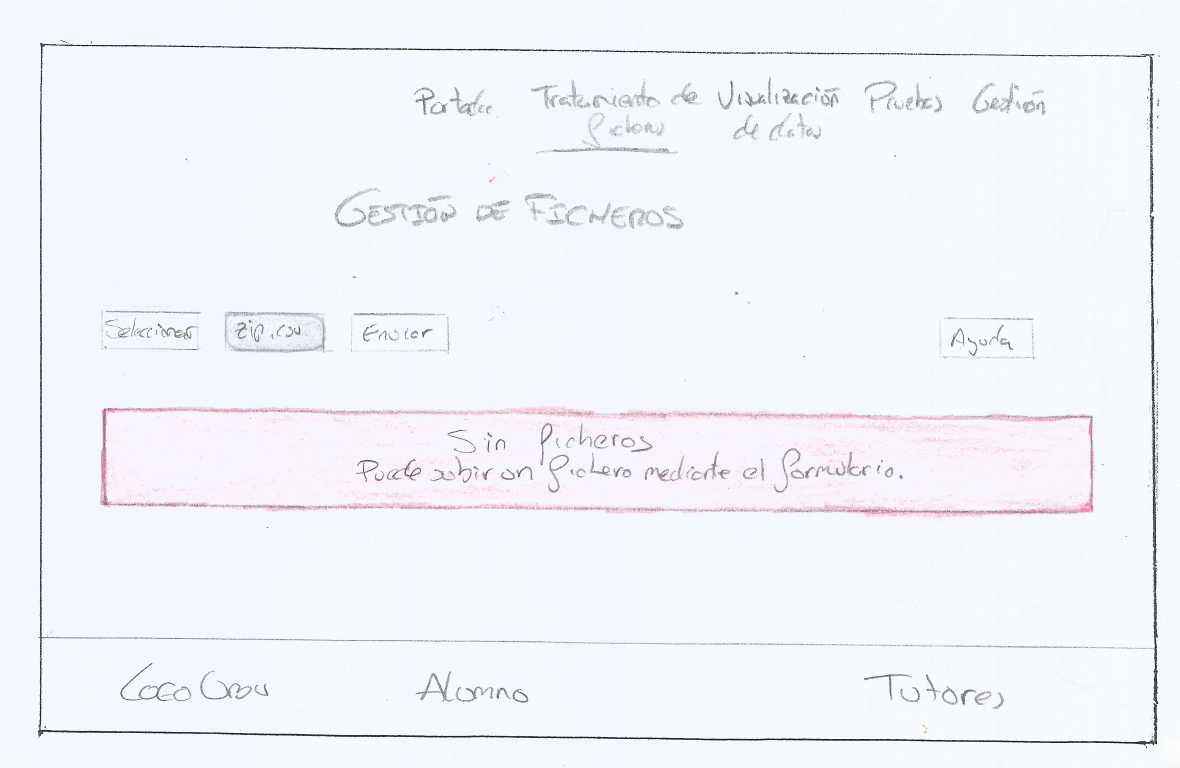 Portada Tratamiento de Visualización Pruebas Gestión
ficheros de datos
GESTIÓN DE FICHEROS
Seleccionar zip, csv Enviar Ayuda
Sin ficheros
Puede subir un fichero mediante el formulario.
Logo Alumno Tutores